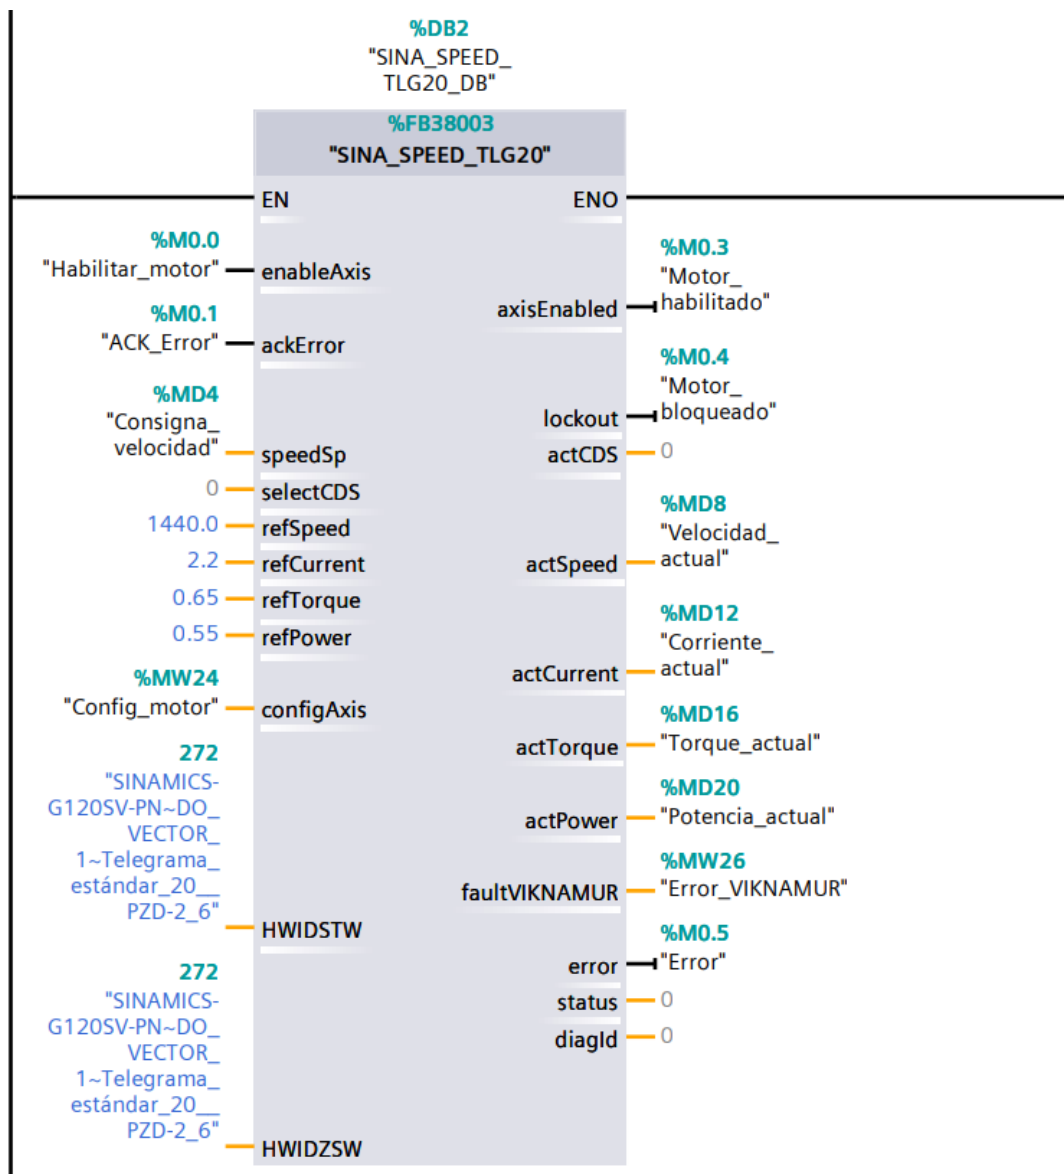 %DB2
"SINA_SPEED_
TLG20_DB"
%FB38003
"SINA_SPEED_TLG20"
EN
ENO
%M0.0
"Habilitar_motor"
enableAxis
%M0.3
"Motor_
habilitado"
axisEnabled
%M0.1
"ACK_Error"
ackError
%M0.4
"Motor_
bloqueado"
lockout
%MD4
"Consigna_
velocidad"
speedSp
actCDS
0
0
selectCDS
1440.0
refSpeed
%MD8
"Velocidad_
actual"
actSpeed
2.2
refCurrent
0.65
refTorque
0.55
refPower
%MD12
"Corriente_
actual"
actCurrent
%MW24
"Config_motor"
configAxis
%MD16
"Torque_actual"
actTorque
272
"SINAMICS-
G120SV-PN~DO_
VECTOR_
1~Telegrama_
estándar_20__
PZD-2_6"
HWIDSTW
%MD20
"Potencia_actual"
actPower
%MW26
"Error_VIKNAMUR"
faultVIKNAMUR
%M0.5
"Error"
error
status
0
diagId
0
272
"SINAMICS-
G120SV-PN~DO_
VECTOR_
1~Telegrama_
estándar_20__
PZD-2_6"
HWIDZSW